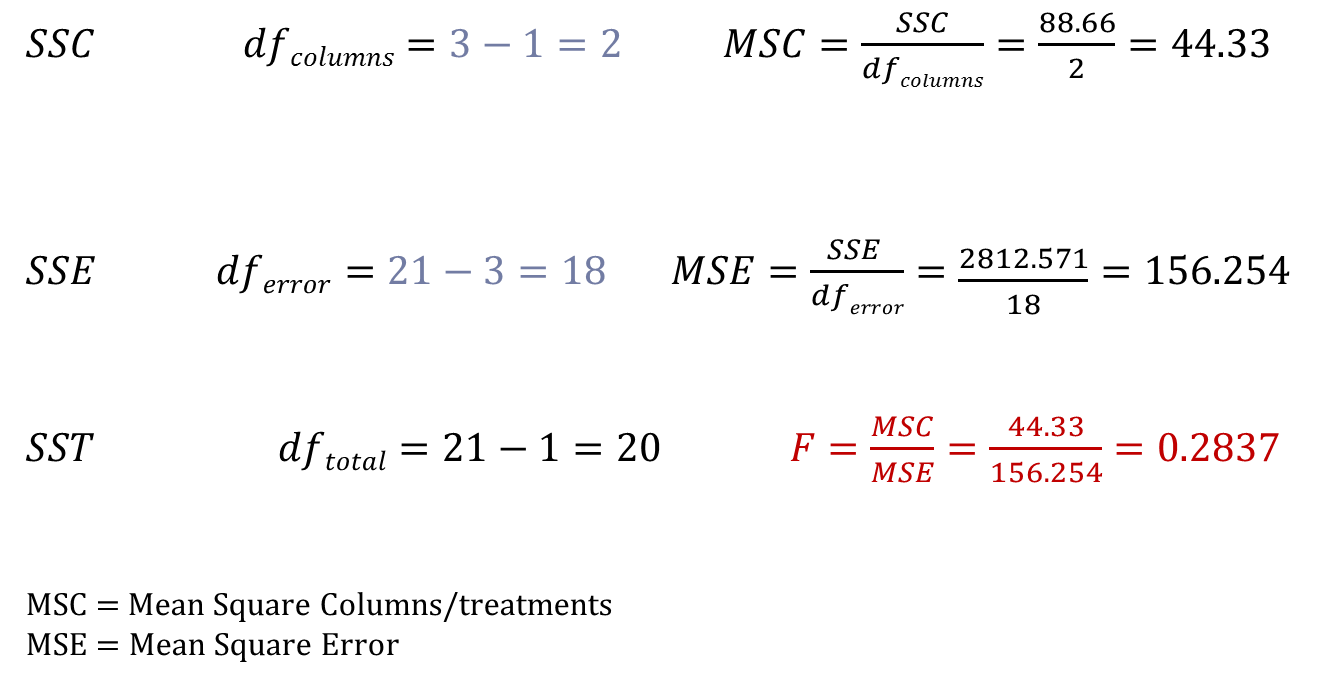 SSC df_columns = 3 − 1 = 2 MSC = SSC/df_columns = 88.66/2 = 44.33
SSE df_error = 21 − 3 = 18 MSE = SSE/df_error = 2812.571/18 = 156.254
SST df_total = 21 − 1 = 20 F = MSC/MSE = 44.33/156.254 = 0.2837
MSC = Mean Square Columns/treatments
MSE = Mean Square Error